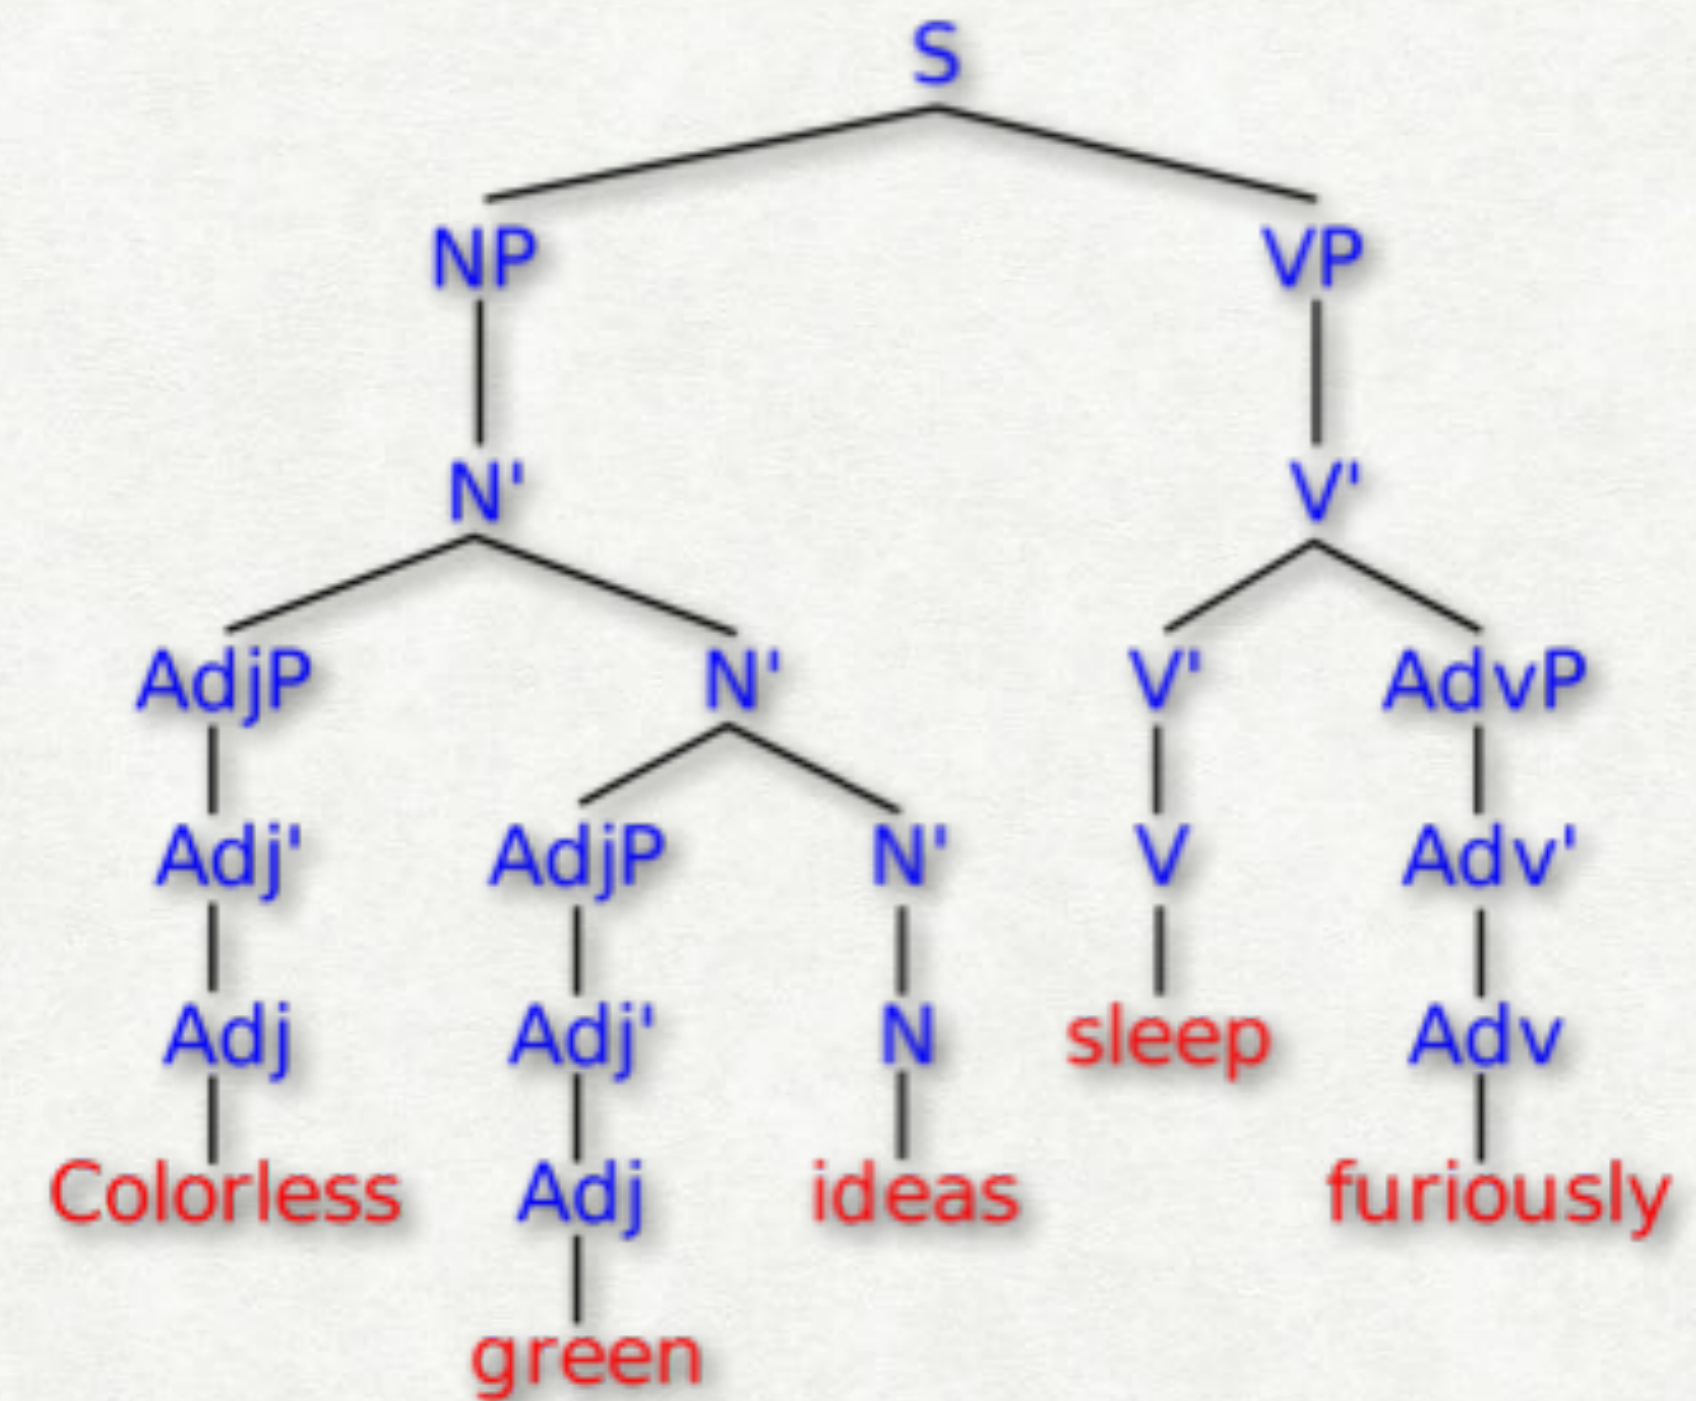 S
NP VP
N' V'
AdjP N' V' AdvP
Adj' AdjP N' V Adv'
Adj Adj' N sleep Adv
Colorless Adj ideas furiously
green